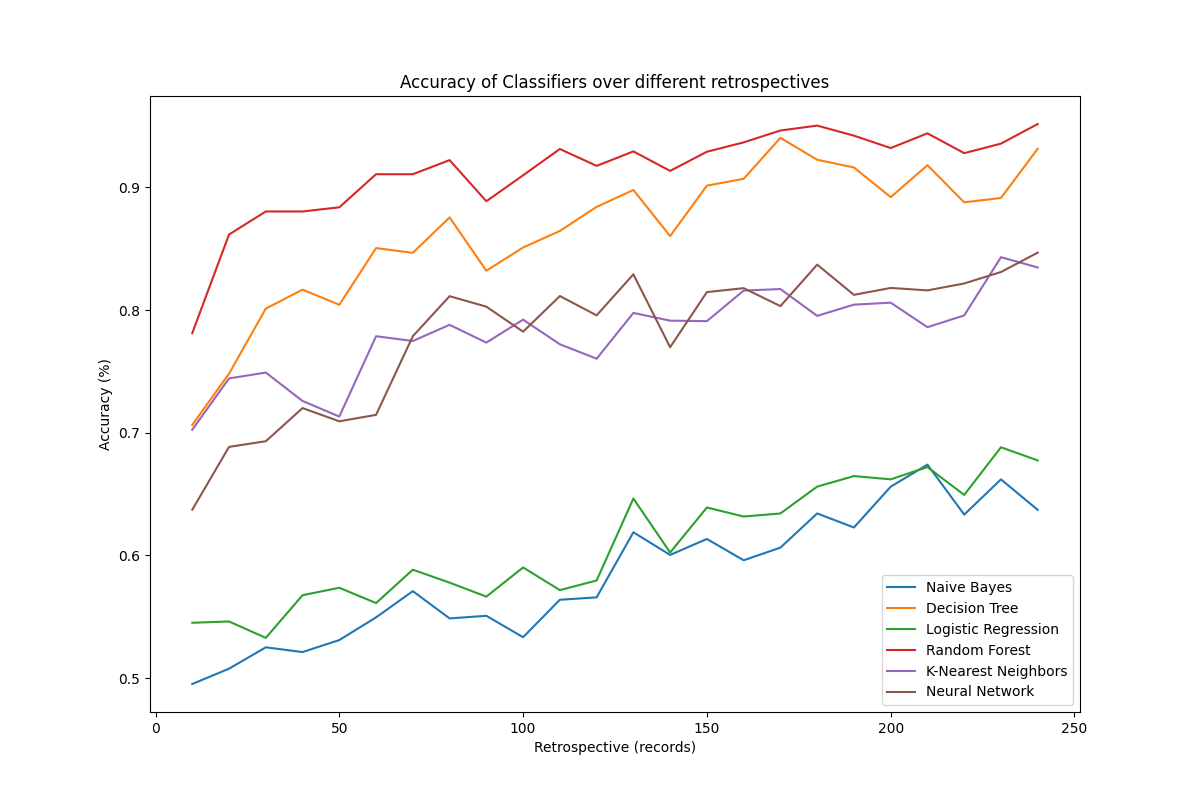 Accuracy of Classifiers over different retrospectives
Accuracy (%)
0.9
0.8
0.7
0.6
0.5
0 50 100 150 200 250
Retrospective (records)
Naive Bayes
Decision Tree
Logistic Regression
Random Forest
K-Nearest Neighbors
Neural Network